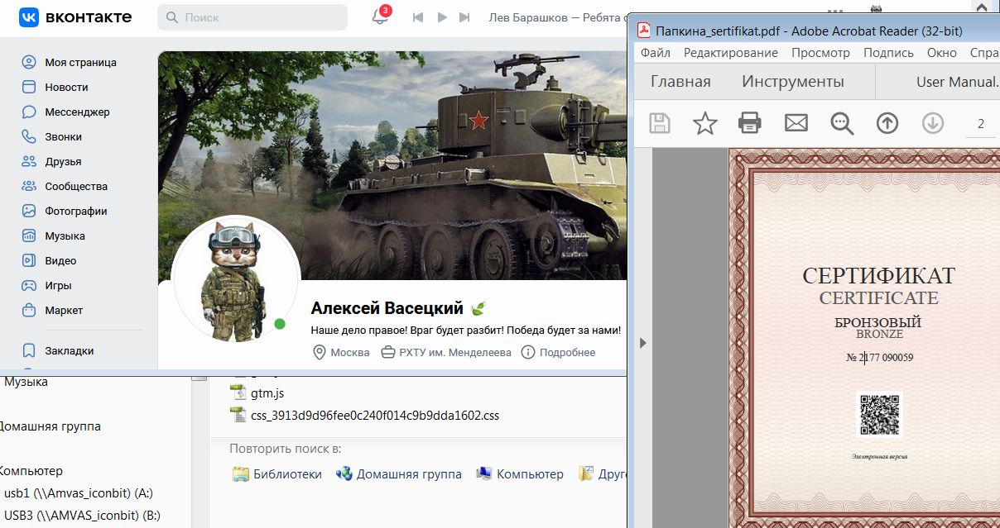 вконтакте
Поиск
3
Лев Барашков — Ребята
Моя страница
Новости
Мессенджер
Звонки
Друзья
Сообщества
Фотографии
Музыка
Видео
Игры
Маркет
Закладки
Алексей Васецкий
Наше дело правое! Враг будет разбит! Победа будет за нами!
Москва
РХТУ им. Менделеева
Подробнее
Музыка
Домашняя группа
Компьютер
usb1 (\\Amvas_iconbit) (A:)
USB3 (\\AMVAS_iconbit) (B:)
gtm.js
css_3913d9d96fee0c240f014c9b9dda1602.css
Повторить поиск в:
Библиотеки
Домашняя группа
Компьютер
Друг
Папкина_sertifikat.pdf - Adobe Acrobat Reader (32-bit)
Файл Редактирование Просмотр Подпись Окно Спра
Главная Инструменты User Manual.
2
СЕРТИФИКАТ
CERTIFICATE
БРОНЗОВЫЙ
BRONZE
№ 2177 090059
Электронная версия